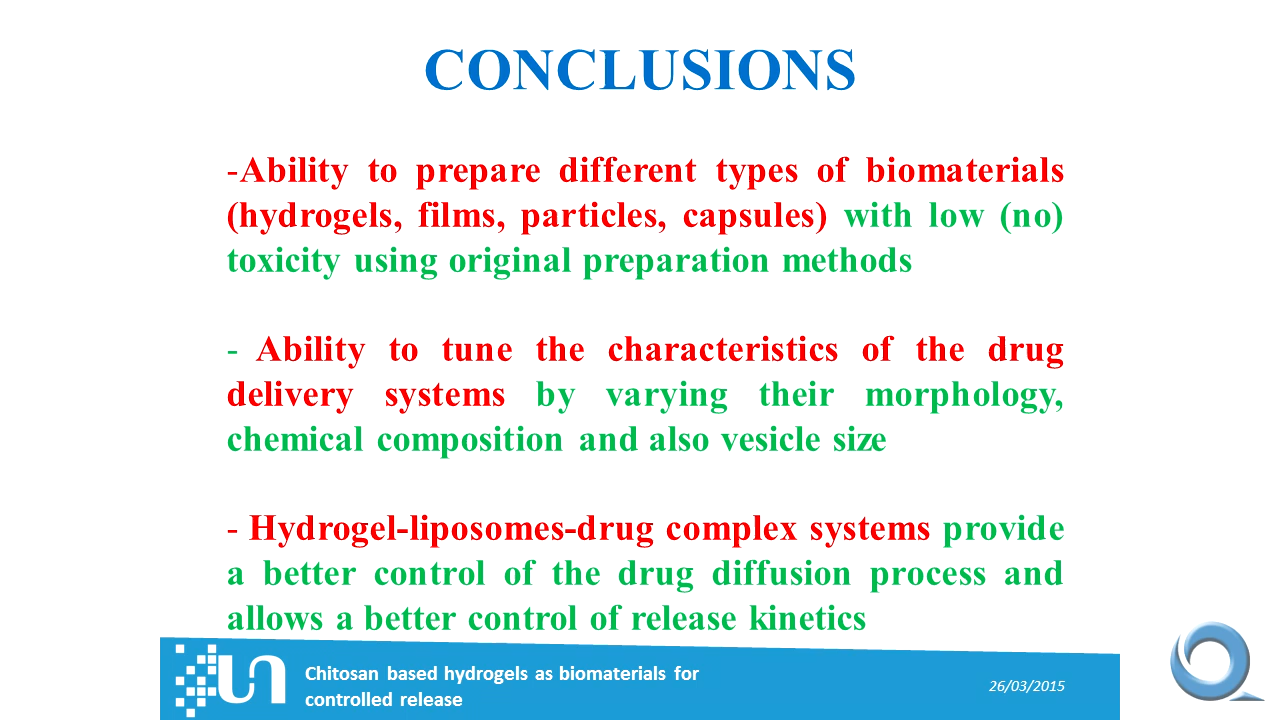 CONCLUSIONS
-Ability to prepare different types of biomaterials
(hydrogels, films, particles, capsules) with low (no)
toxicity using original preparation methods
- Ability to tune the characteristics of the drug
delivery systems by varying their morphology,
chemical composition and also vesicle size
- Hydrogel-liposomes-drug complex systems provide
a better control of the drug diffusion process and
allows a better control of release kinetics
Chitosan based hydrogels as biomaterials for
controlled release
26/03/2015